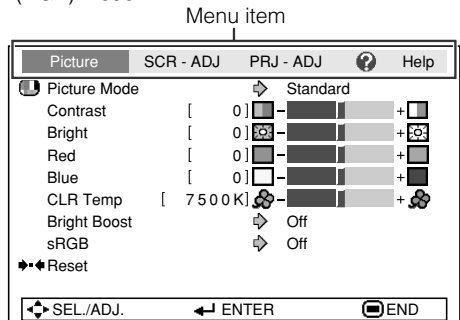 Menu item
Picture SCR - ADJ PRJ - ADJ ? Help
Picture Mode Standard
Contrast [ 0] - +
Bright [ 0] - +
Red [ 0] - +
Blue [ 0] - +
CLR Temp [ 7500K] - +
Bright Boost Off
sRGB Off
Reset
SEL./ADJ. ENTER END